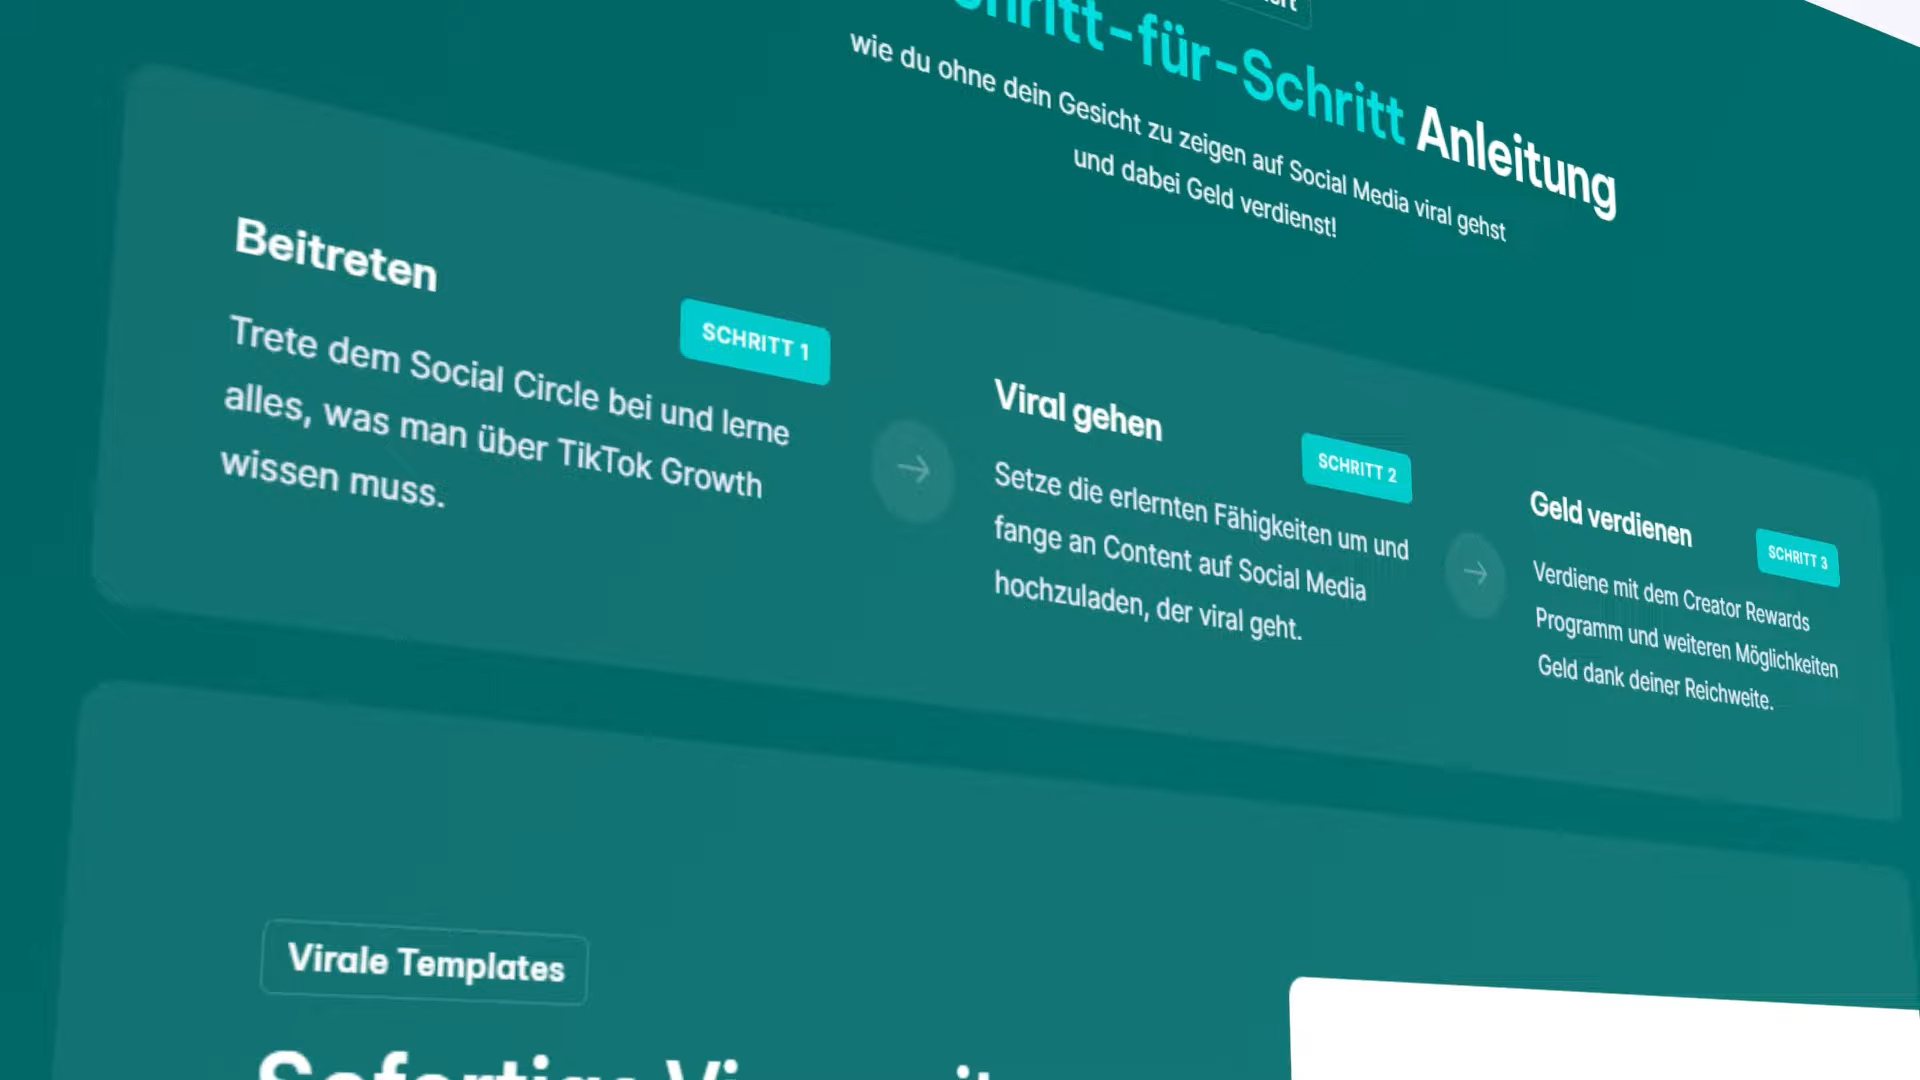 Schritt-für-Schritt Anleitung
wie du ohne dein Gesicht zu zeigen auf Social Media viral gehst
und dabei Geld verdienst!
Beitreten
SCHRITT 1
Trete dem Social Circle bei und lerne
alles, was man über TikTok Growth
wissen muss.
Viral gehen
SCHRITT 2
Setze die erlernten Fähigkeiten um und
fange an Content auf Social Media
hochzuladen, der viral geht.
Geld verdienen
SCHRITT 3
Verdiene mit dem Creator Rewards
Programm und weiteren Möglichkeiten
Geld dank deiner Reichweite.
Virale Templates